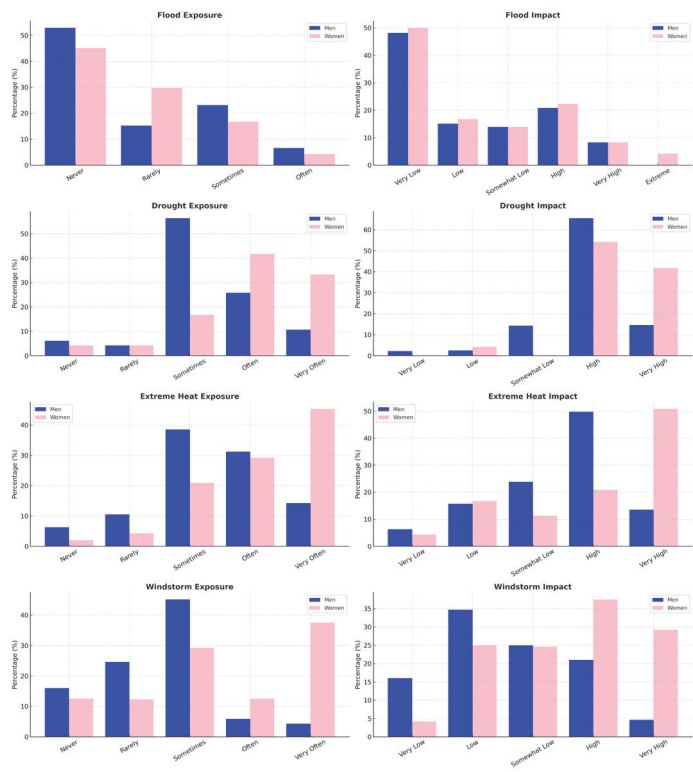 Flood Exposure
Men
Women
Percentage (%)
50
40
30
20
10
0
Never
Rarely
Sometimes
Often
Flood Impact
Men
Women
Percentage (%)
50
40
30
20
10
0
Very Low
Low
Somewhat Low
High
Very High
Extreme
Drought Exposure
Men
Women
Percentage (%)
50
40
30
20
10
0
Never
Rarely
Sometimes
Often
Very Often
Drought Impact
Men
Women
Percentage (%)
60
50
40
30
20
10
0
Very Low
Low
Somewhat Low
High
Very High
Extreme Heat Exposure
Men
Women
Percentage (%)
40
30
20
10
0
Never
Rarely
Sometimes
Often
Very Often
Extreme Heat Impact
Men
Women
Percentage (%)
50
40
30
20
10
0
Very Low
Low
Somewhat Low
High
Very High
Windstorm Exposure
Men
Women
Percentage (%)
40
30
20
10
0
Never
Rarely
Sometimes
Often
Very Often
Windstorm Impact
Men
Women
Percentage (%)
35
30
25
20
15
10
5
0
Very Low
Low
Somewhat Low
High
Very High